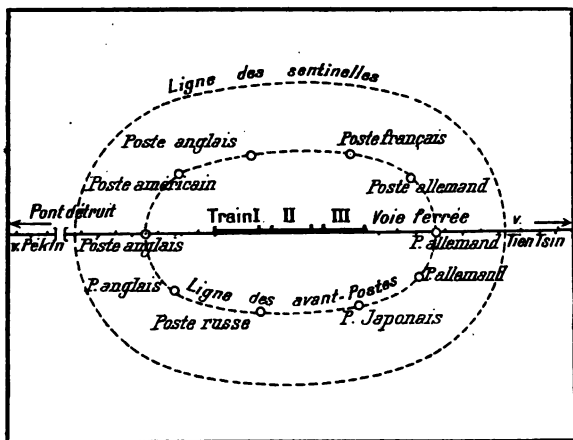 Ligne des sentinelles
Poste anglais
Poste français
Poste américain
Poste allemand
Pont détruit
Train I II III Voie ferrée
v.
v. Pékin
Poste anglais
P. allemand
Tien Tsin
P. anglais
Ligne des avant-Postes
P. allemand
Poste russe
P. Japonais